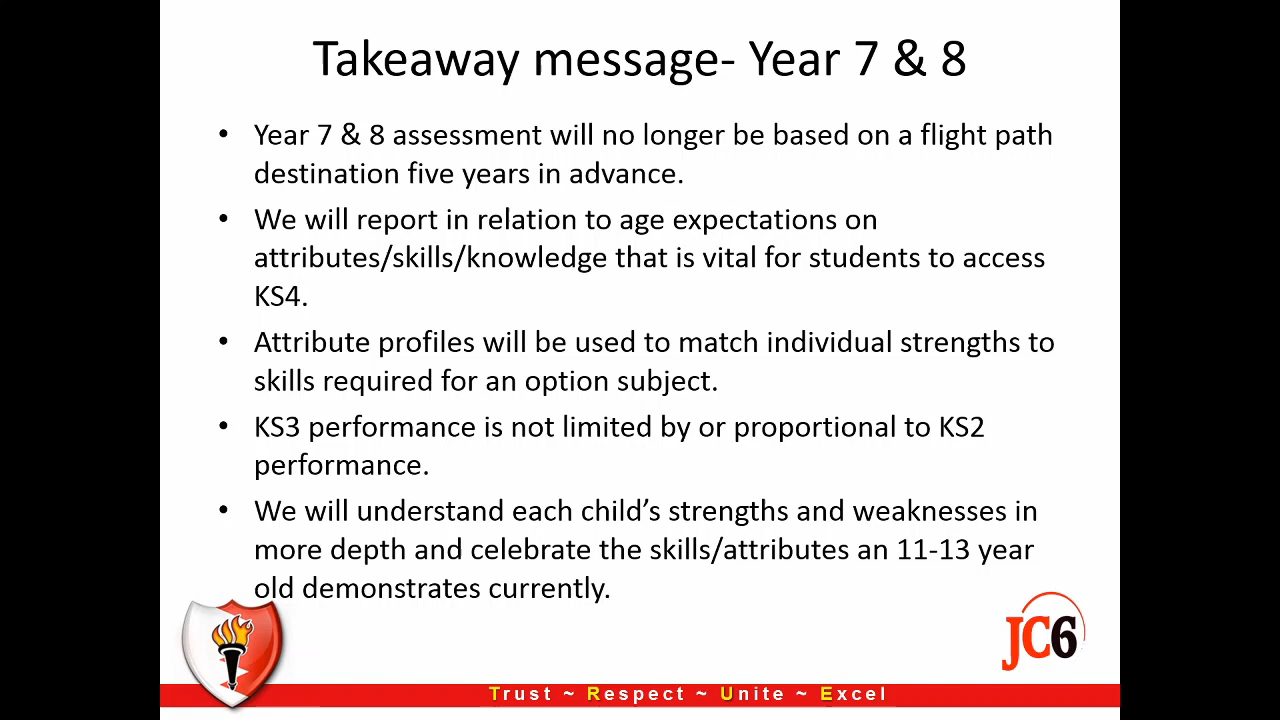 Takeaway message- Year 7 & 8
• Year 7 & 8 assessment will no longer be based on a flight path
destination five years in advance.
• We will report in relation to age expectations on
attributes/skills/knowledge that is vital for students to access
KS4.
• Attribute profiles will be used to match individual strengths to
skills required for an option subject.
• KS3 performance is not limited by or proportional to KS2
performance.
• We will understand each child’s strengths and weaknesses in
more depth and celebrate the skills/attributes an 11-13 year
old demonstrates currently.
JC6
Trust ~ Respect ~ Unite ~ Excel